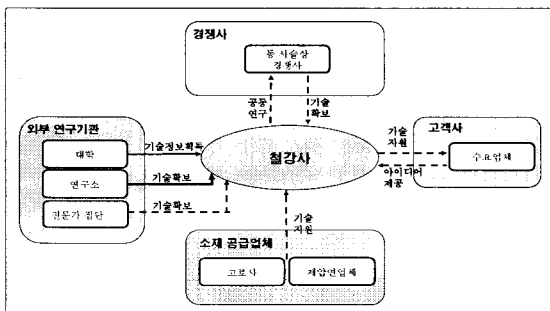 경쟁사
동 시술상
경쟁사
공동
연구
기술
확보
외부 연구기관
대학
연구소
전문가 집단
기술정보획득
기술확보
기술확보
철강사
기술
지원
아이디어
제공
고객사
수요업체
기술
지원
소재 공급업체
고로사
재압연업체